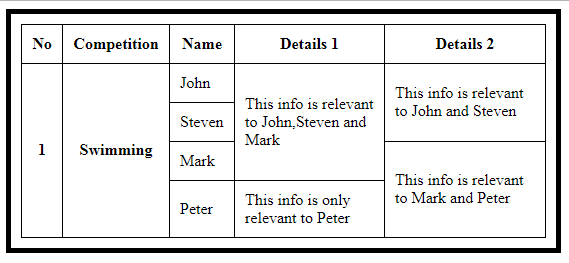 No Competition Name Details 1 Details 2
1
Swimming
John
Steven
Mark
Peter
This info is relevant
to John,Steven and
Mark
This info is only
relevant to Peter
This info is relevant
to John and Steven
This info is relevant
to Mark and Peter